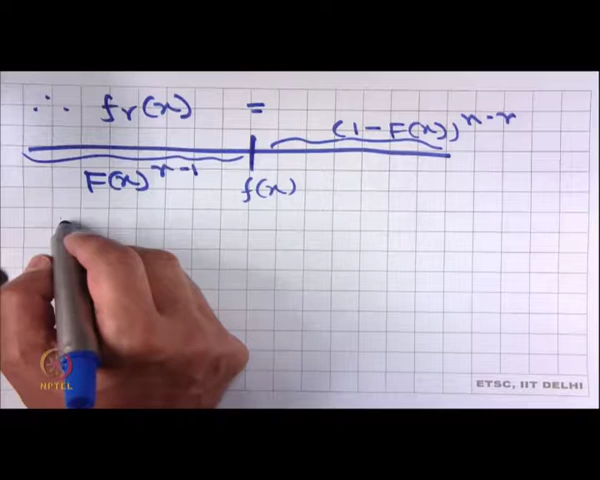 ∴ fr(x) =
(1-F(x))^n-r
F(x)^r-1 f(x)
NPTEL
ETSC, IIT DELHI